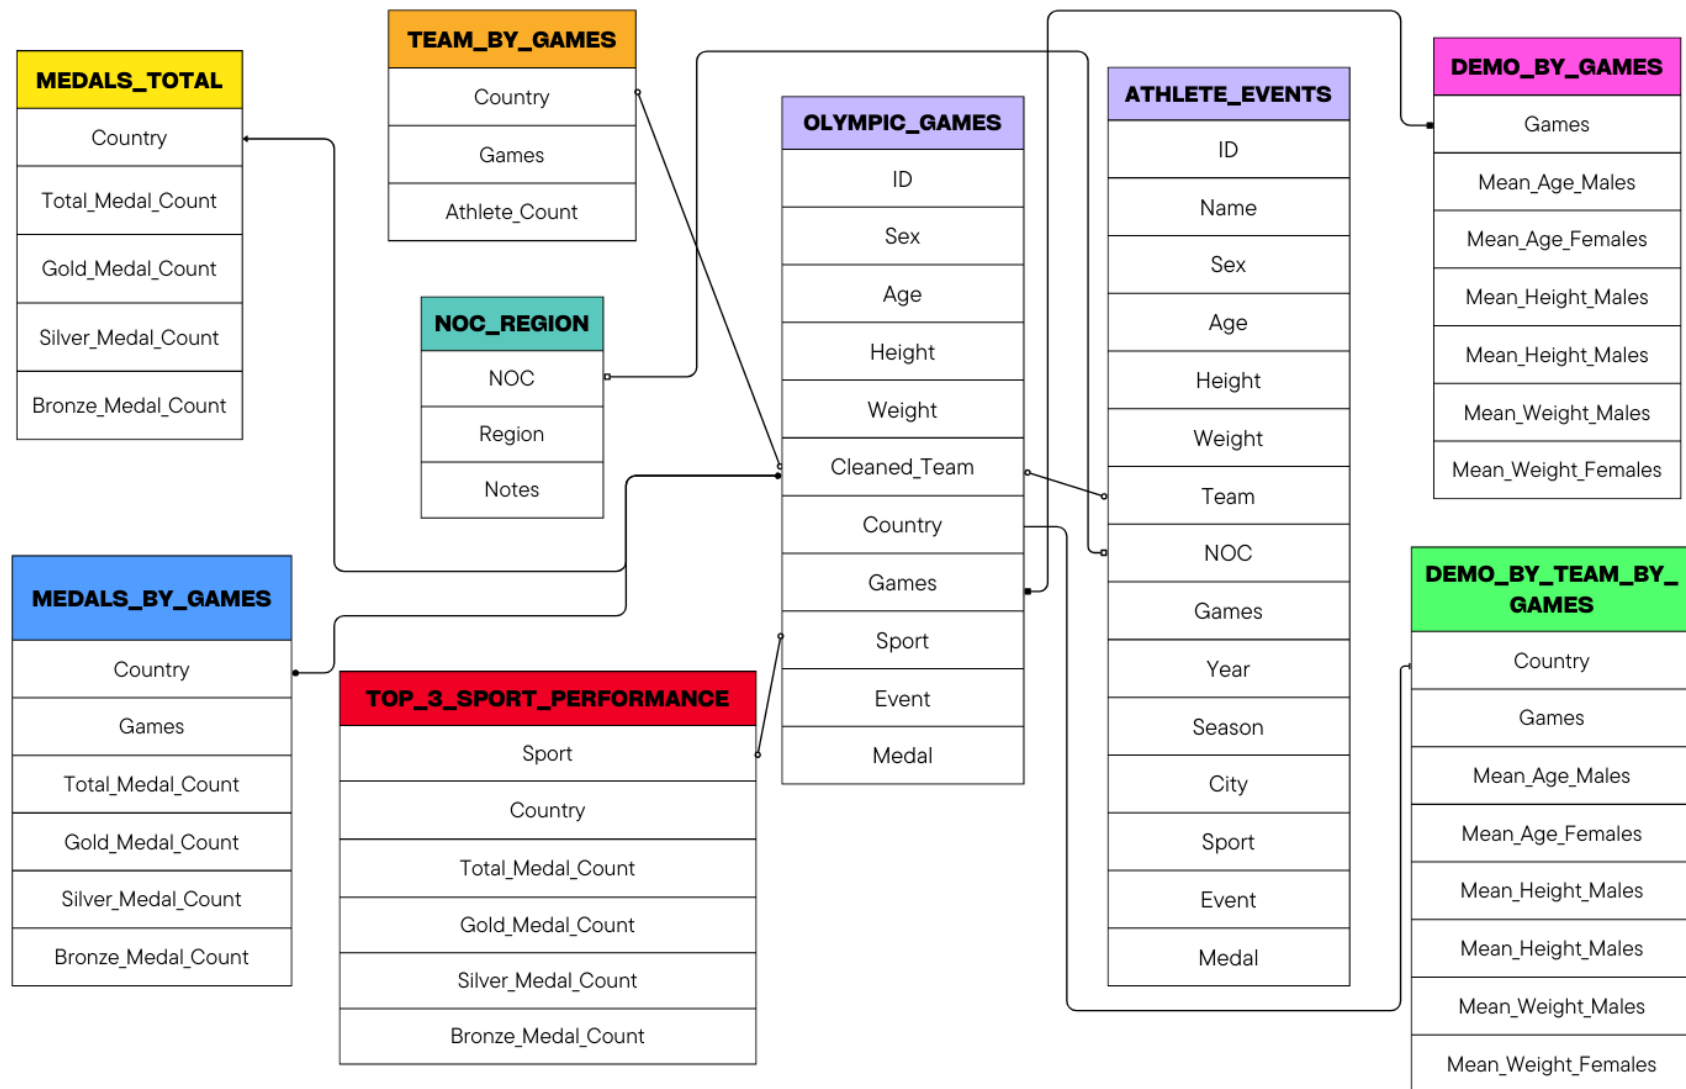 MEDALS_TOTAL
Country
Total_Medal_Count
Gold_Medal_Count
Silver_Medal_Count
Bronze_Medal_Count
TEAM_BY_GAMES
Country
Games
Athlete_Count
NOC_REGION
NOC
Region
Notes
MEDALS_BY_GAMES
Country
Games
Total_Medal_Count
Gold_Medal_Count
Silver_Medal_Count
Bronze_Medal_Count
TOP_3_SPORT_PERFORMANCE
Sport
Country
Total_Medal_Count
Gold_Medal_Count
Silver_Medal_Count
Bronze_Medal_Count
OLYMPIC_GAMES
ID
Sex
Age
Height
Weight
Cleaned_Team
Country
Games
Sport
Event
Medal
ATHLETE_EVENTS
ID
Name
Sex
Age
Height
Weight
Team
NOC
Games
Year
Season
City
Sport
Event
Medal
DEMO_BY_GAMES
Games
Mean_Age_Males
Mean_Age_Females
Mean_Height_Males
Mean_Height_Males
Mean_Weight_Males
Mean_Weight_Females
DEMO_BY_TEAM_BY_
GAMES
Country
Games
Mean_Age_Males
Mean_Age_Females
Mean_Height_Males
Mean_Height_Males
Mean_Weight_Males
Mean_Weight_Females